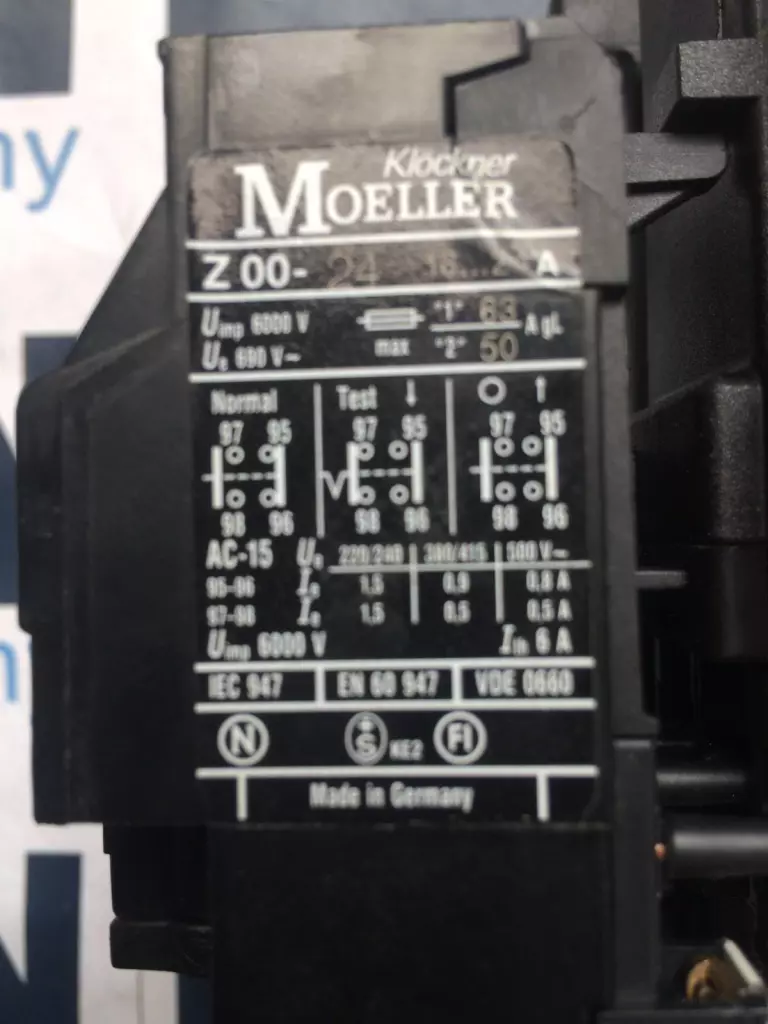 my
Klöckner
MOELLER
Z 00- 24 16... A
Uimp 6000 V "1" 63 A gL
Ue 690 V~ max "2" 50
Normal Test ↓ O ↑
97 95 97 95 97 95
98 96 98 96 98 96
AC-15 Ue 220/240 380/415 500 V~
95-96 Ie 1,5 0,9 0,8 A
97-98 Ie 1,5 0,5 0,5 A
Uimp 6000 V Ith 6 A
IEC 947 EN 60 947 VDE 0660
N +S KE2 FI
Made in Germany